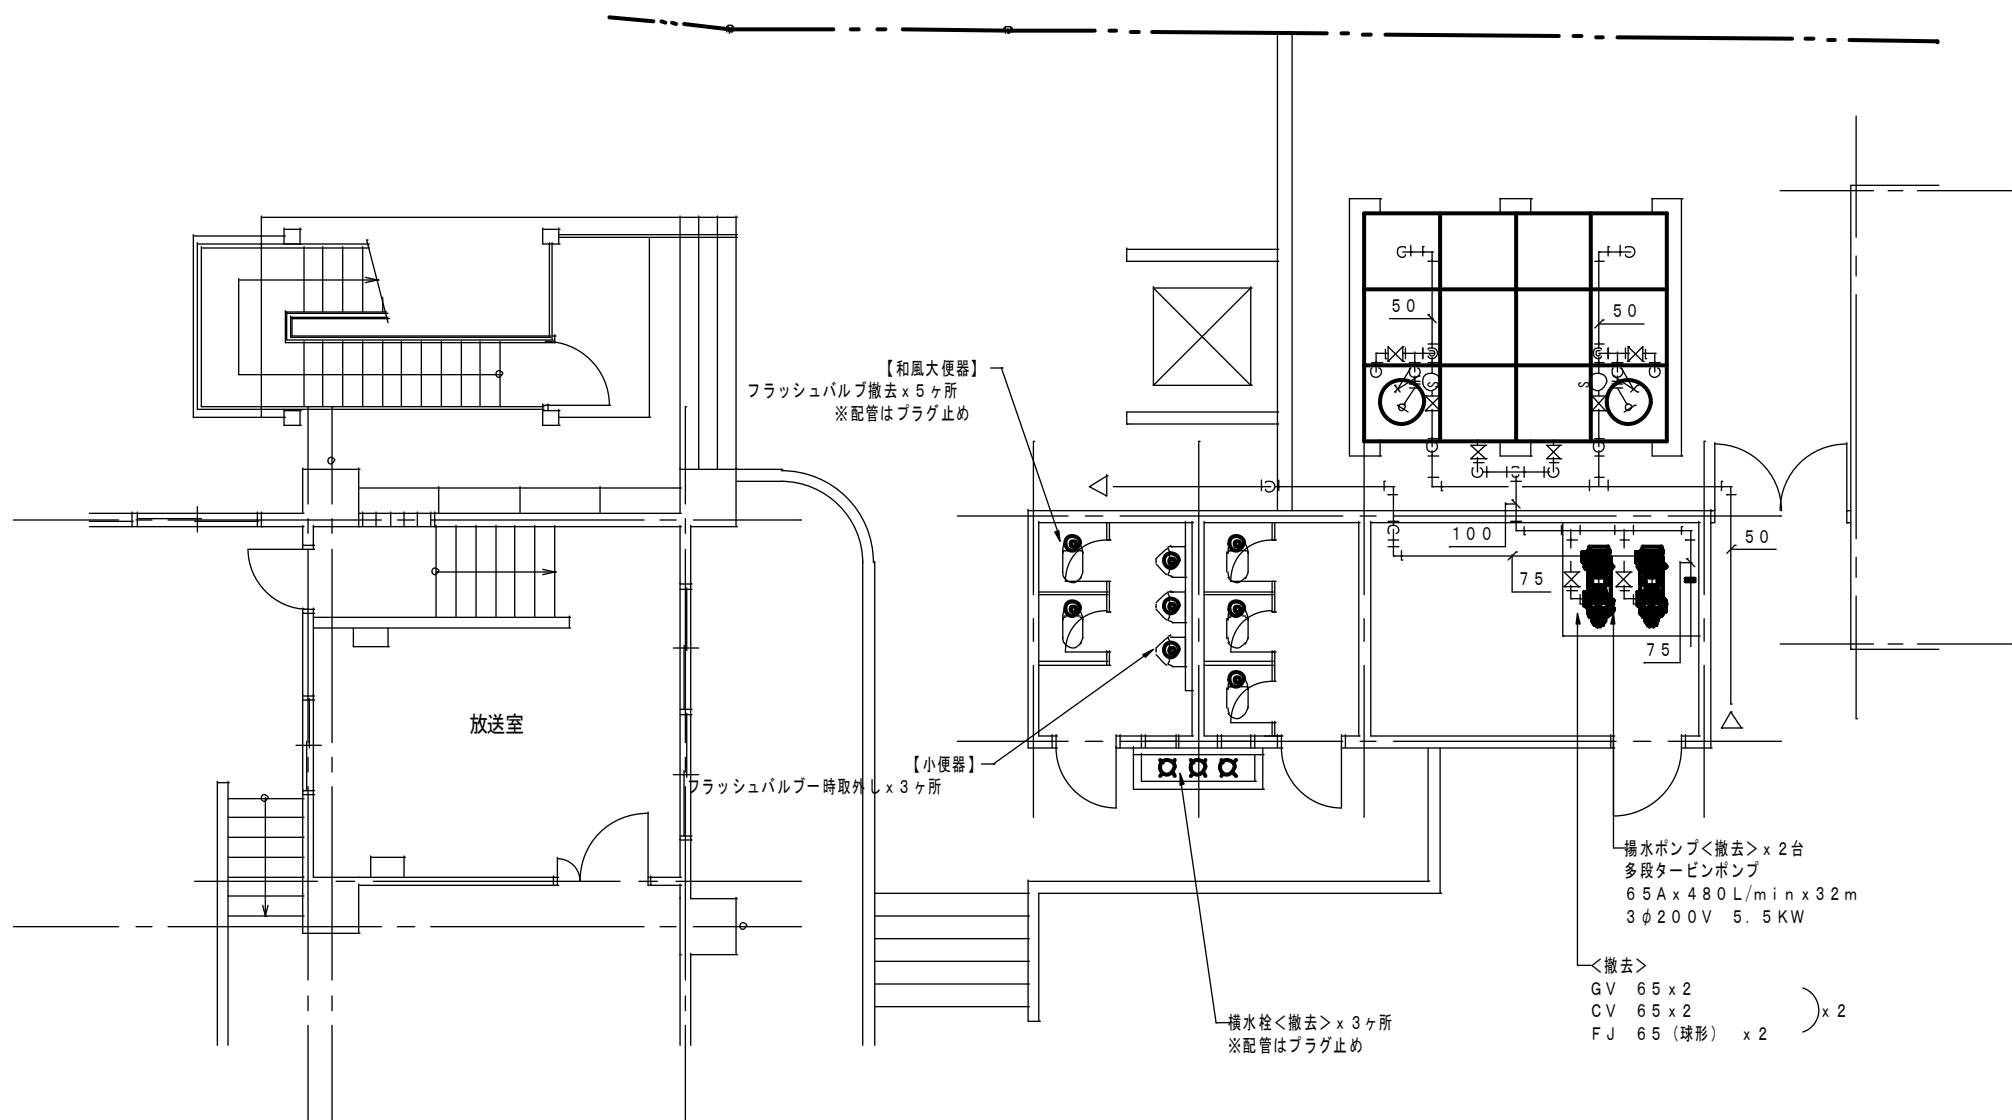 50
50
【和風大便器】
フラッシュバルブ撤去x5ヶ所
※配管はプラグ止め
S
S
100
50
75
75
放送室
【小便器】
フラッシュバルブ一時取外しx3ヶ所
揚水ポンプ<撤去>x2台
多段タービンポンプ
65Ax480L/minx32m
3φ200V 5.5KW
<撤去>
GV 65x2
CV 65x2
x2
FJ 65(球形) x2
横水栓<撤去>x3ヶ所
※配管はプラグ止め